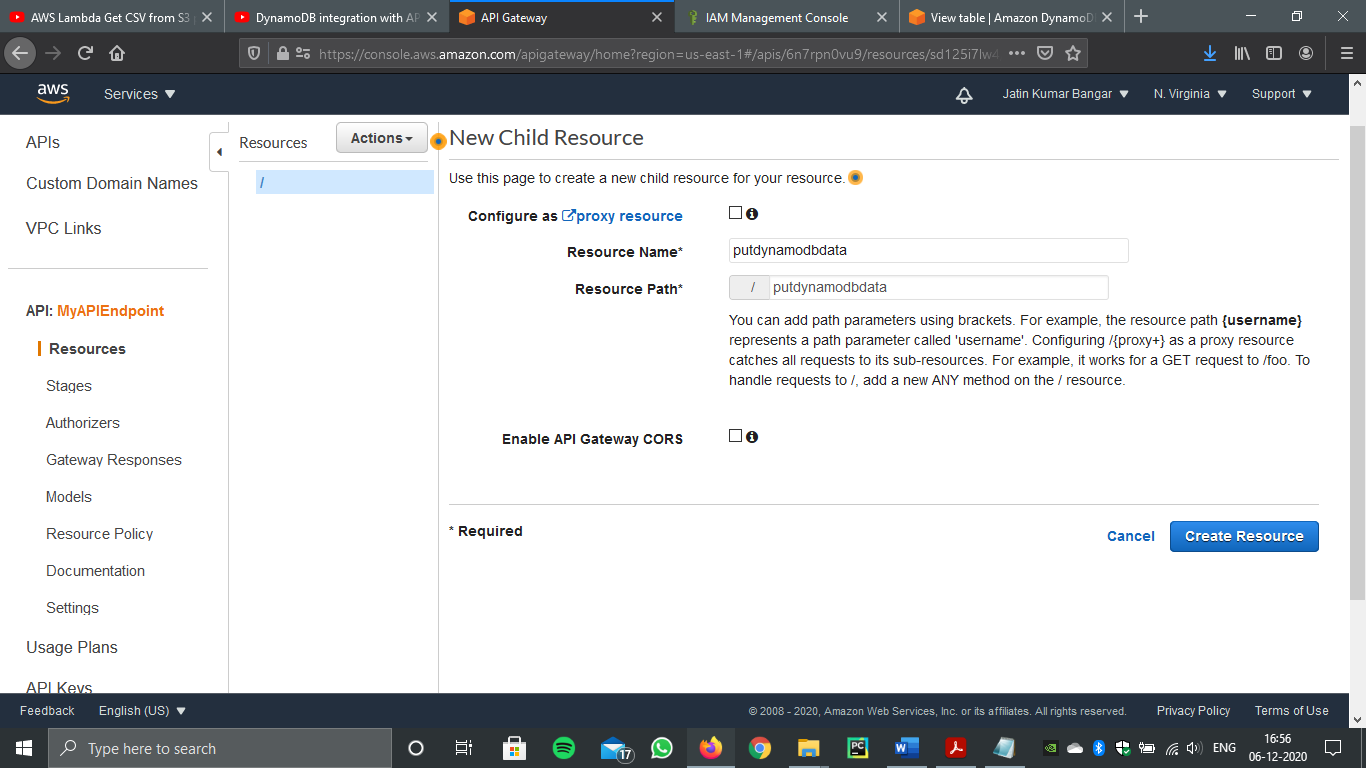 AWS Lambda Get CSV from S3
DynamoDB integration with AP
API Gateway
IAM Management Console
View table | Amazon DynamoD
https://console.aws.amazon.com/apigateway/home?region=us-east-1#/apis/6n7rpn0vu9/resources/sd125i7lw4
aws
Services
Jatin Kumar Bangar
N. Virginia
Support
APIs
Custom Domain Names
VPC Links
API: MyAPIEndpoint
Resources
Stages
Authorizers
Gateway Responses
Models
Resource Policy
Documentation
Settings
Usage Plans
API Keys
Resources
Actions
/
New Child Resource
Use this page to create a new child resource for your resource.
Configure as proxy resource
Resource Name* putdynamodbdata
Resource Path* / putdynamodbdata
You can add path parameters using brackets. For example, the resource path {username}
represents a path parameter called 'username'. Configuring /{proxy+} as a proxy resource
catches all requests to its sub-resources. For example, it works for a GET request to /foo. To
handle requests to /, add a new ANY method on the / resource.
Enable API Gateway CORS
* Required
Cancel
Create Resource
Feedback
English (US)
© 2008 - 2020, Amazon Web Services, Inc. or its affiliates. All rights reserved.
Privacy Policy
Terms of Use
Type here to search
17
PC
W
ENG
16:56
06-12-2020